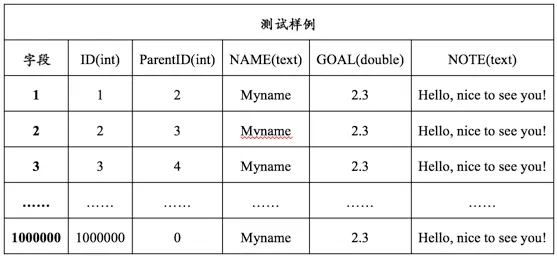 测试样例
字段 ID(int) ParentID(int) NAME(text) GOAL(double) NOTE(text)
1 1 2 Myname 2.3 Hello, nice to see you!
2 2 3 Myname 2.3 Hello, nice to see you!
3 3 4 Myname 2.3 Hello, nice to see you!
…… …… …… …… …… ……
1000000 1000000 0 Myname 2.3 Hello, nice to see you!